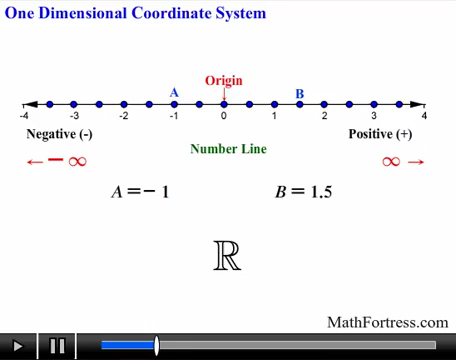 One Dimensional Coordinate System
Origin
A B
-4 -3 -2 -1 0 1 2 3 4
Negative (-) Positive (+)
Number Line
← − ∞ ∞ →
A = − 1 B = 1.5
ℝ
MathFortress.com